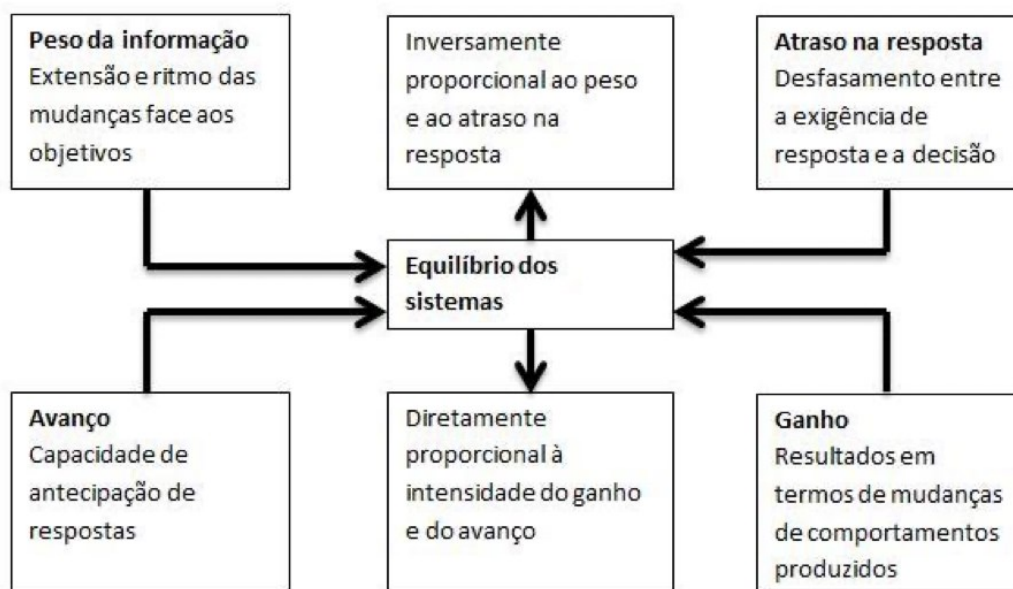 Peso da informação
Extensão e ritmo das
mudanças face aos
objetivos
Inversamente
proporcional ao peso
e ao atraso na
resposta
Atraso na resposta
Desfasamento entre
a exigência de
resposta e a decisão
Equilíbrio dos
sistemas
Avanço
Capacidade de
antecipação de
respostas
Diretamente
proporcional à
intensidade do ganho
e do avanço
Ganho
Resultados em
termos de mudanças
de comportamentos
produzidos